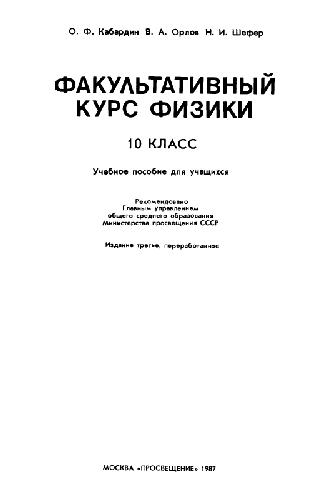 О. Ф. Кабардин В. А. Орлов Н. И. Шефер
ФАКУЛЬТАТИВНЫЙ
КУРС ФИЗИКИ
10 КЛАСС
Учебное пособие для учащихся
Рекомендовано
Главным управлением
общего среднего образования
Министерства просвещения СССР
Издание третье, переработанное
МОСКВА «ПРОСВЕЩЕНИЕ» 1987